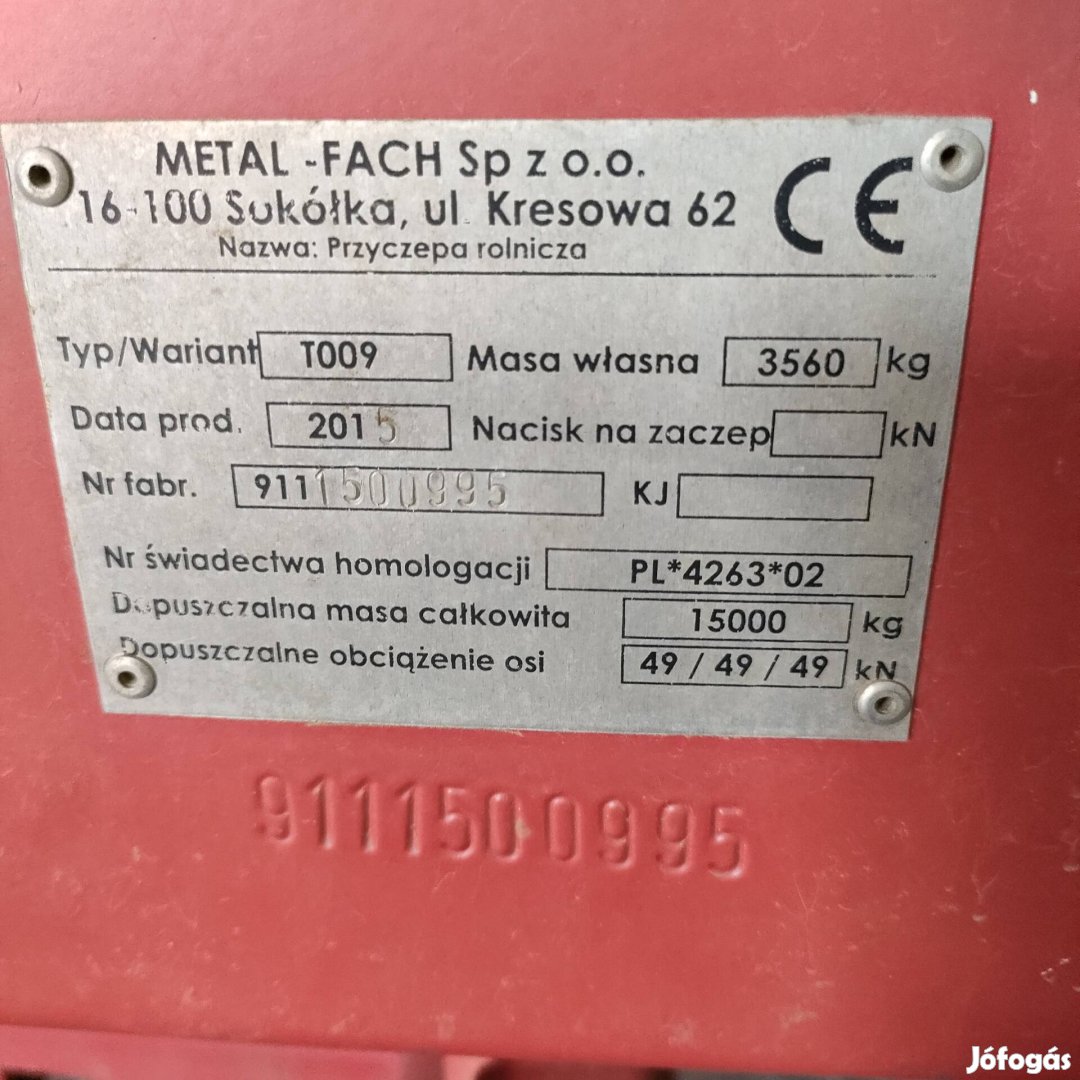 METAL -FACH Sp z o.o.
16-100 Sokółka, ul. Kresowa 62
CE
Nazwa: Przyczepa rolnicza
Typ/Wariant T009 Masa własna 3560 kg
Data prod. 2015 Nacisk na zaczep kN
Nr fabr. 9111500995 KJ
Nr świadectwa homologacji PL*4263*02
Dopuszczalna masa całkowita 15000 kg
Dopuszczalne obciążenie osi 49 / 49 / 49 kN
9111500995
Jófogás